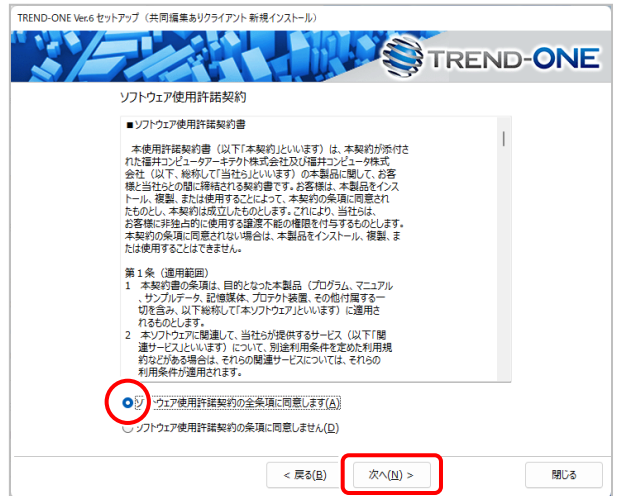 TREND-ONE Ver.6 セットアップ（共同編集ありクライアント 新規インストール）
TREND-ONE
ソフトウェア使用許諾契約
■ソフトウェア使用許諾契約書
本使用許諾契約書（以下「本契約」といいます）は、本契約が添付さ
れた福井コンピュータアーキテクト株式会社及び福井コンピュータ株式
会社（以下、総称して「当社ら」といいます）の本製品に関して、お客
様と当社らとの間に締結される契約書です。お客様は、本製品をインス
トール、複製、または使用することによって、本契約の条項に同意され
たものとし、本契約は成立したものとします。これにより、当社らは、
お客様に非独占的に使用する譲渡不能の権限を付与するものとします。
本契約の条項に同意されない場合は、本製品をインストール、複製、ま
たは使用することはできません。
第１条（適用範囲）
1 本契約書の条項は、目的となった本製品（プログラム、マニュアル
、サンプルデータ、記憶媒体、プロテクト装置、その他付属する一
切を含み、以下総称して「本ソフトウェア」といいます）に適用さ
れるものとします。
2 本ソフトウェアに関連して、当社らが提供するサービス（以下「関
連サービス」といいます）について、別途利用条件を定めた利用規
約などがある場合は、それらの関連サービスについては、それらの
利用条件が適用されます。
ソフトウェア使用許諾契約の全条項に同意します(A)
ソフトウェア使用許諾契約の条項に同意しません(D)
< 戻る(B) 次へ(N) > 閉じる